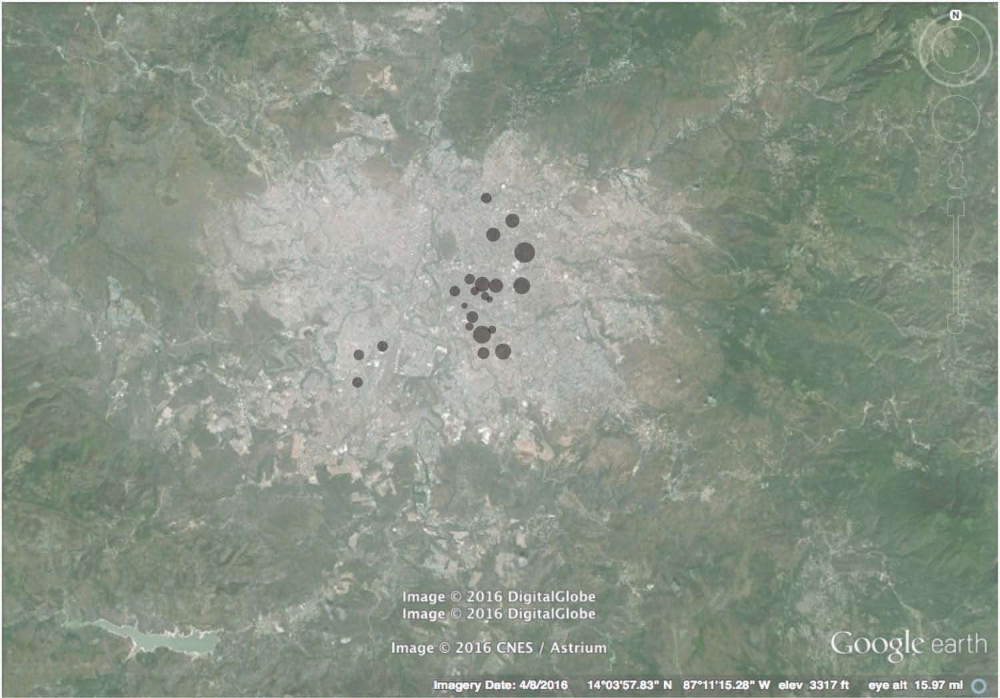 N
Image © 2016 DigitalGlobe
Image © 2016 DigitalGlobe
Image © 2016 CNES / Astrium
Google earth
Imagery Date: 4/8/2016 14°03'57.83" N 87°11'15.28" W elev 3317 ft eye alt 15.97 mi